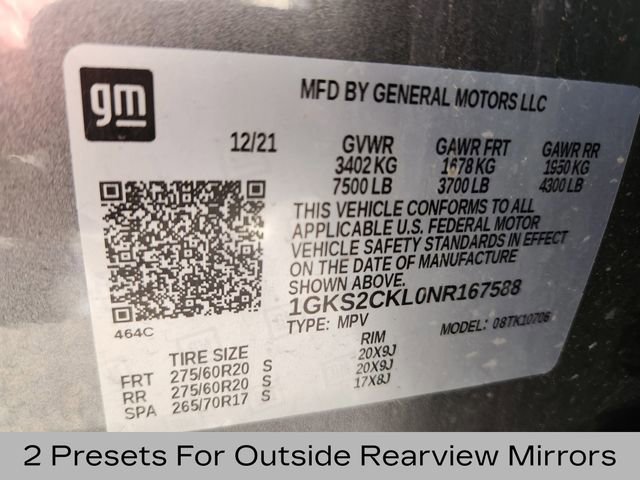 gm
MFD BY GENERAL MOTORS LLC
12/21 GVWR GAWR FRT GAWR RR
3402 KG 1678 KG 1950 KG
7500 LB 3700 LB 4300 LB
THIS VEHICLE CONFORMS TO ALL
APPLICABLE U.S. FEDERAL MOTOR
VEHICLE SAFETY STANDARDS IN EFFECT
ON THE DATE OF MANUFACTURE
SHOWN ABOVE.
1GKS2CKL0NR167588
464C TYPE: MPV MODEL: 08TK10706
TIRE SIZE RIM
FRT 275/60R20 S 20X9J
RR 275/60R20 S 20X9J
SPA 265/70R17 S 17X8J
2 Presets For Outside Rearview Mirrors